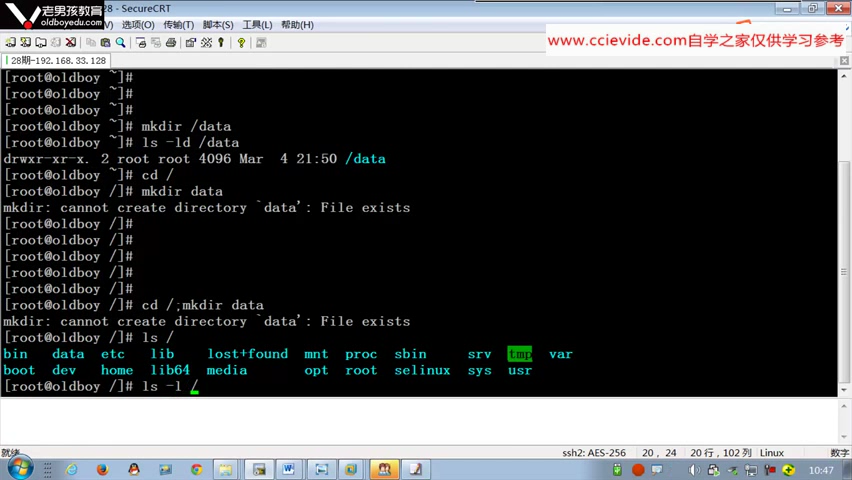 老男孩教育
oldboyedu.com
28 - SecureCRT
选项(O) 传输(T) 脚本(S) 工具(L) 帮助(H)
www.ccievide.com自学之家仅供学习参考
28期-192.168.33.128
[root@oldboy ~]#
[root@oldboy ~]#
[root@oldboy ~]#
[root@oldboy ~]# mkdir /data
[root@oldboy ~]# ls -ld /data
drwxr-xr-x. 2 root root 4096 Mar  4 21:50 /data
[root@oldboy ~]# cd /
[root@oldboy /]# mkdir data
mkdir: cannot create directory `data': File exists
[root@oldboy /]#
[root@oldboy /]#
[root@oldboy /]#
[root@oldboy /]#
[root@oldboy /]#
[root@oldboy /]# cd /;mkdir data
mkdir: cannot create directory `data': File exists
[root@oldboy /]# ls /
bin   data  etc   lib    lost+found  mnt  proc  sbin     srv  tmp  var
boot  dev   home  lib64  media       opt  root  selinux  sys  usr
[root@oldboy /]# ls -l /
就绪 ssh2: AES-256 20, 24 20 行, 102 列 Linux 数字
10:47